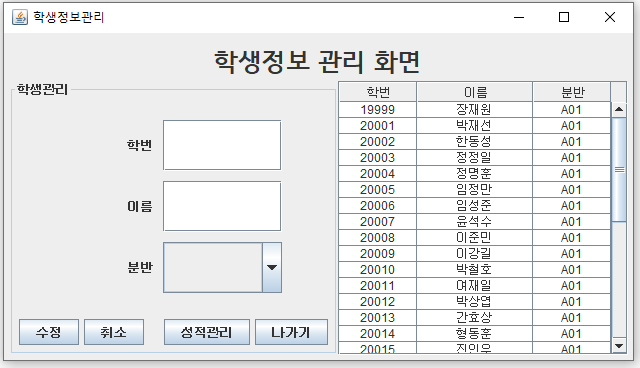 학생정보관리
학생정보 관리 화면
학생관리
학번
이름
분반
수정 취소 성적관리 나가기
학번 이름 분반
19999 장재원 A01
20001 박재선 A01
20002 한동성 A01
20003 정정일 A01
20004 정명훈 A01
20005 임정만 A01
20006 임성준 A01
20007 윤석수 A01
20008 이준민 A01
20009 이강길 A01
20010 박철호 A01
20011 여재일 A01
20012 박상엽 A01
20013 간효상 A01
20014 형동훈 A01
20015 진인우 A01